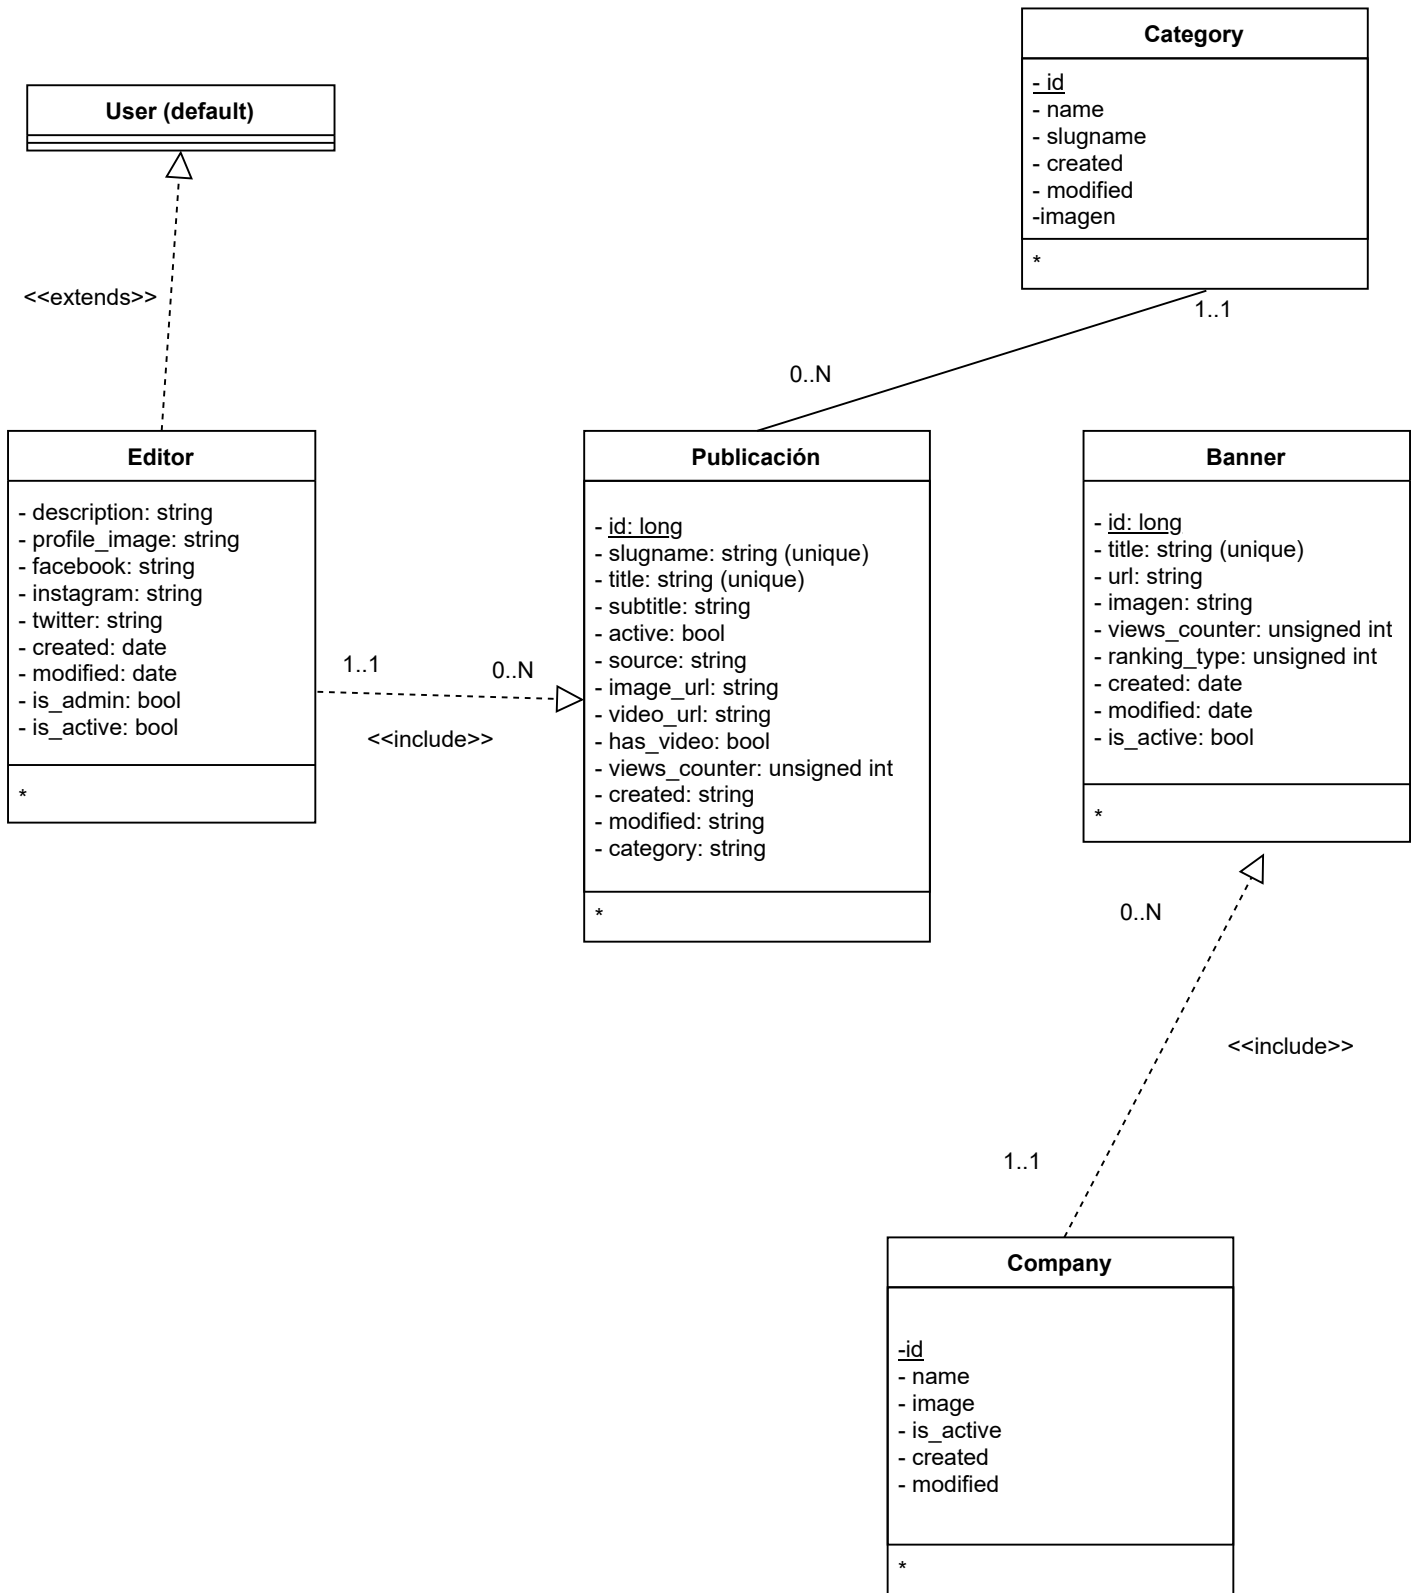 Category
- id
- name
- slugname
- created
- modified
-imagen
*
User (default)
<<extends>>
1..1
0..N
Editor
- description: string
- profile_image: string
- facebook: string
- instagram: string
- twitter: string
- created: date
- modified: date
- is_admin: bool
- is_active: bool
*
1..1
0..N
<<include>>
Publicación
- id: long
- slugname: string (unique)
- title: string (unique)
- subtitle: string
- active: bool
- source: string
- image_url: string
- video_url: string
- has_video: bool
- views_counter: unsigned int
- created: string
- modified: string
- category: string
*
Banner
- id: long
- title: string (unique)
- url: string
- imagen: string
- views_counter: unsigned int
- ranking_type: unsigned int
- created: date
- modified: date
- is_active: bool
*
0..N
<<include>>
1..1
Company
-id
- name
- image
- is_active
- created
- modified
*